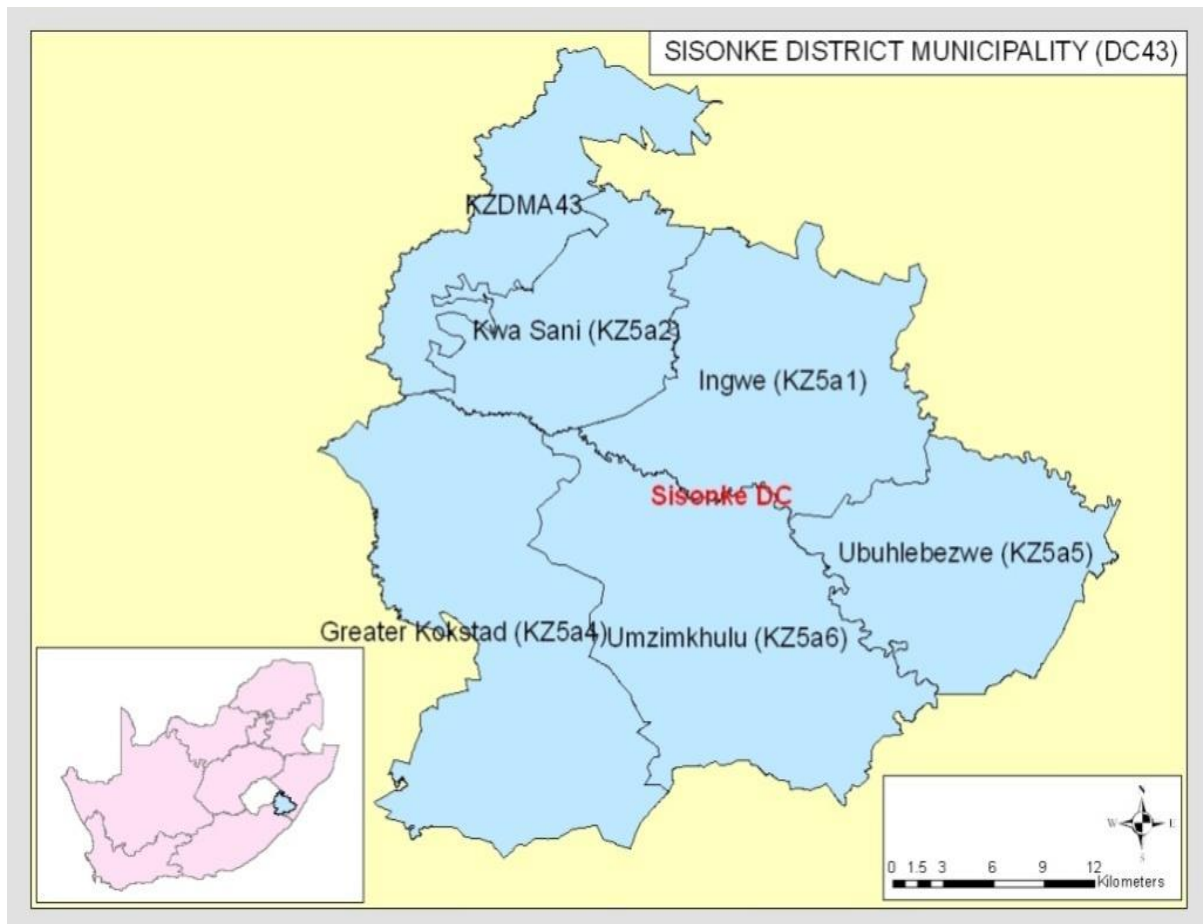 SISONKE DISTRICT MUNICIPALITY (DC43)
KZDMA43
Kwa Sani (KZ5a2)
Ingwe (KZ5a1)
Sisonke DC
Ubuhlebezwe (KZ5a5)
Greater Kokstad (KZ5a4)
Umzimkhulu (KZ5a6)
N
W E
S
0 1.5 3 6 9 12
Kilometers